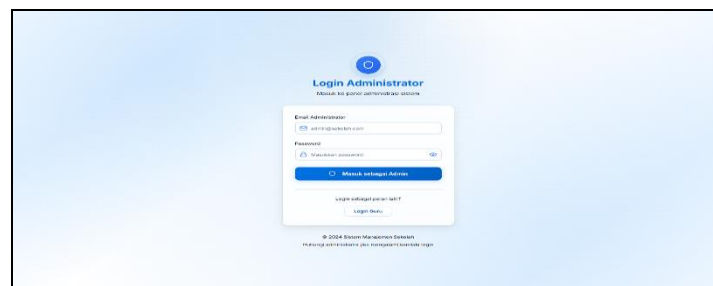 Login Administrator
Masuk ke panel administrasi sistem
Email Administrator
admin@sekolah.com
Password
Masukkan password
Masuk sebagai Admin
Login sebagai peran lain?
Login Guru
© 2024 Sistem Manajemen Sekolah
Hubungi administrator jika mengalami kendala login